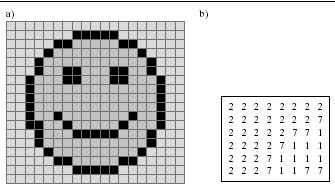 a)
b)
2 2 2 2 2 2 2 2
2 2 2 2 2 2 2 7
2 2 2 2 2 7 7 1
2 2 2 2 7 1 1 1
2 2 2 7 1 1 1 1
2 2 2 7 1 1 7 7